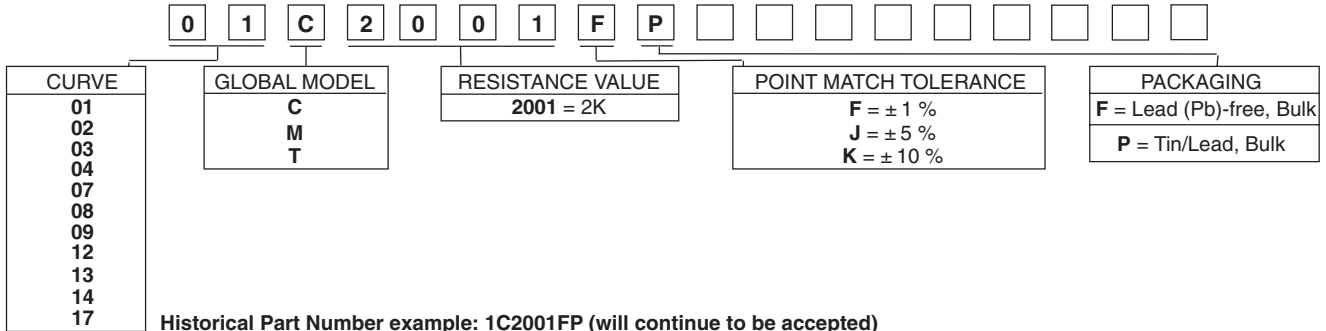 0 1 C 2 0 0 1 F P
CURVE
01
02
03
04
07
08
09
12
13
14
17
GLOBAL MODEL
C
M
T
RESISTANCE VALUE
2001 = 2K
POINT MATCH TOLERANCE
F = ± 1 %
J = ± 5 %
K = ± 10 %
PACKAGING
F = Lead (Pb)-free, Bulk
P = Tin/Lead, Bulk
Historical Part Number example: 1C2001FP (will continue to be accepted)